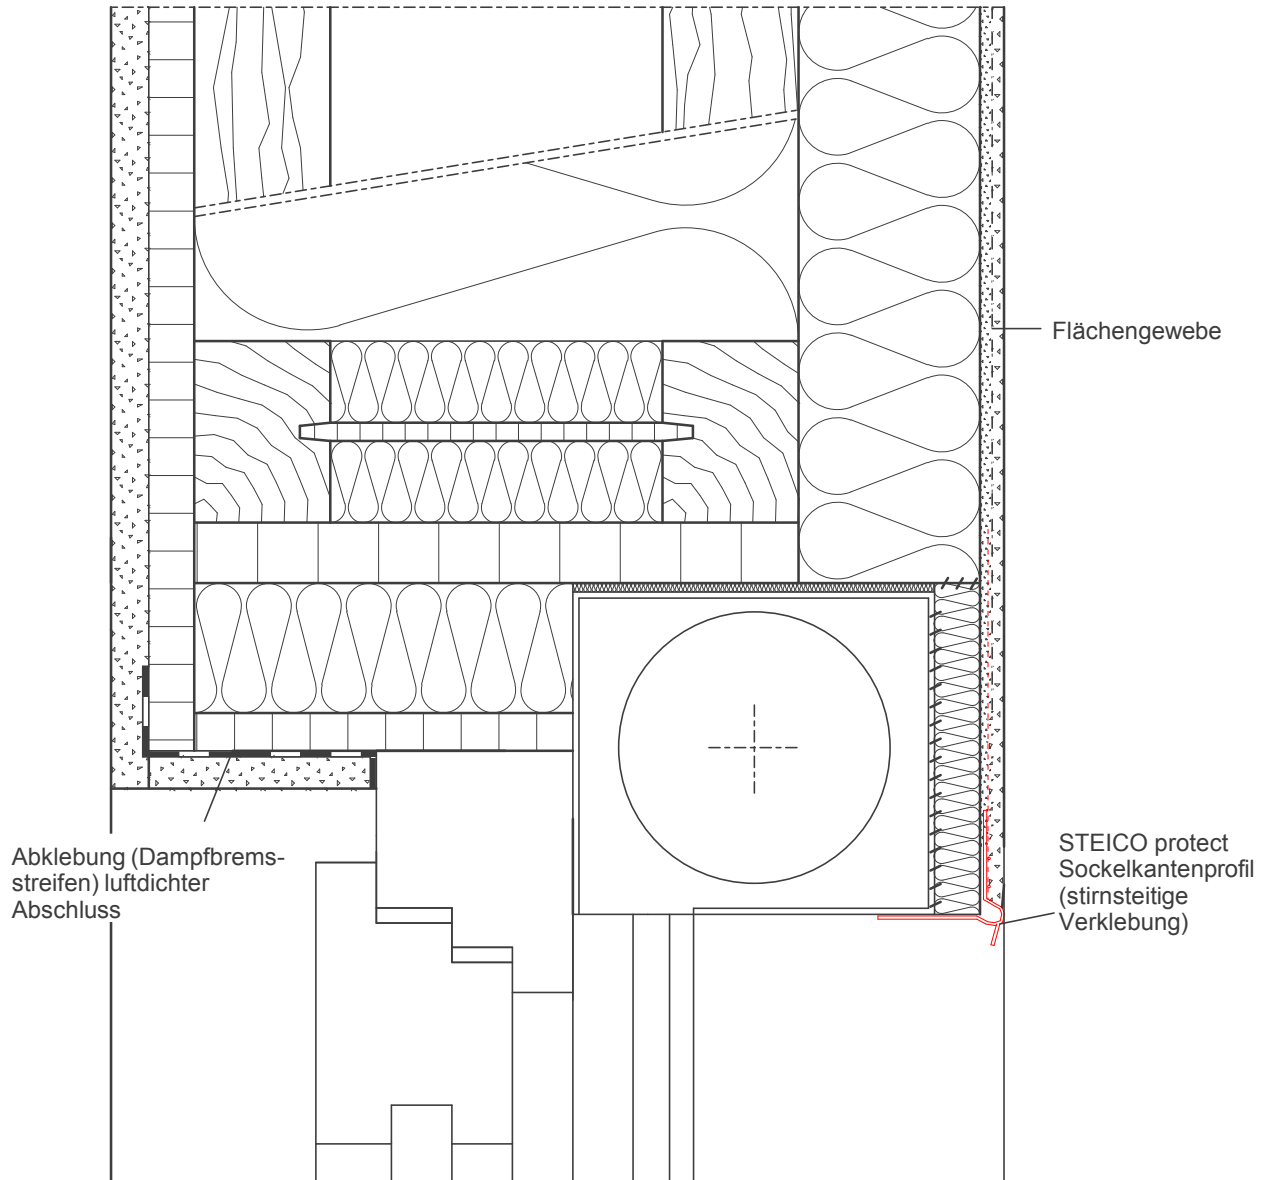 Flächengewebe
Abklebung (Dampfbrems-
streifen) luftdichter
Abschluss
STEICO protect
Sockelkantenprofil
(stirnsteitige
Verklebung)